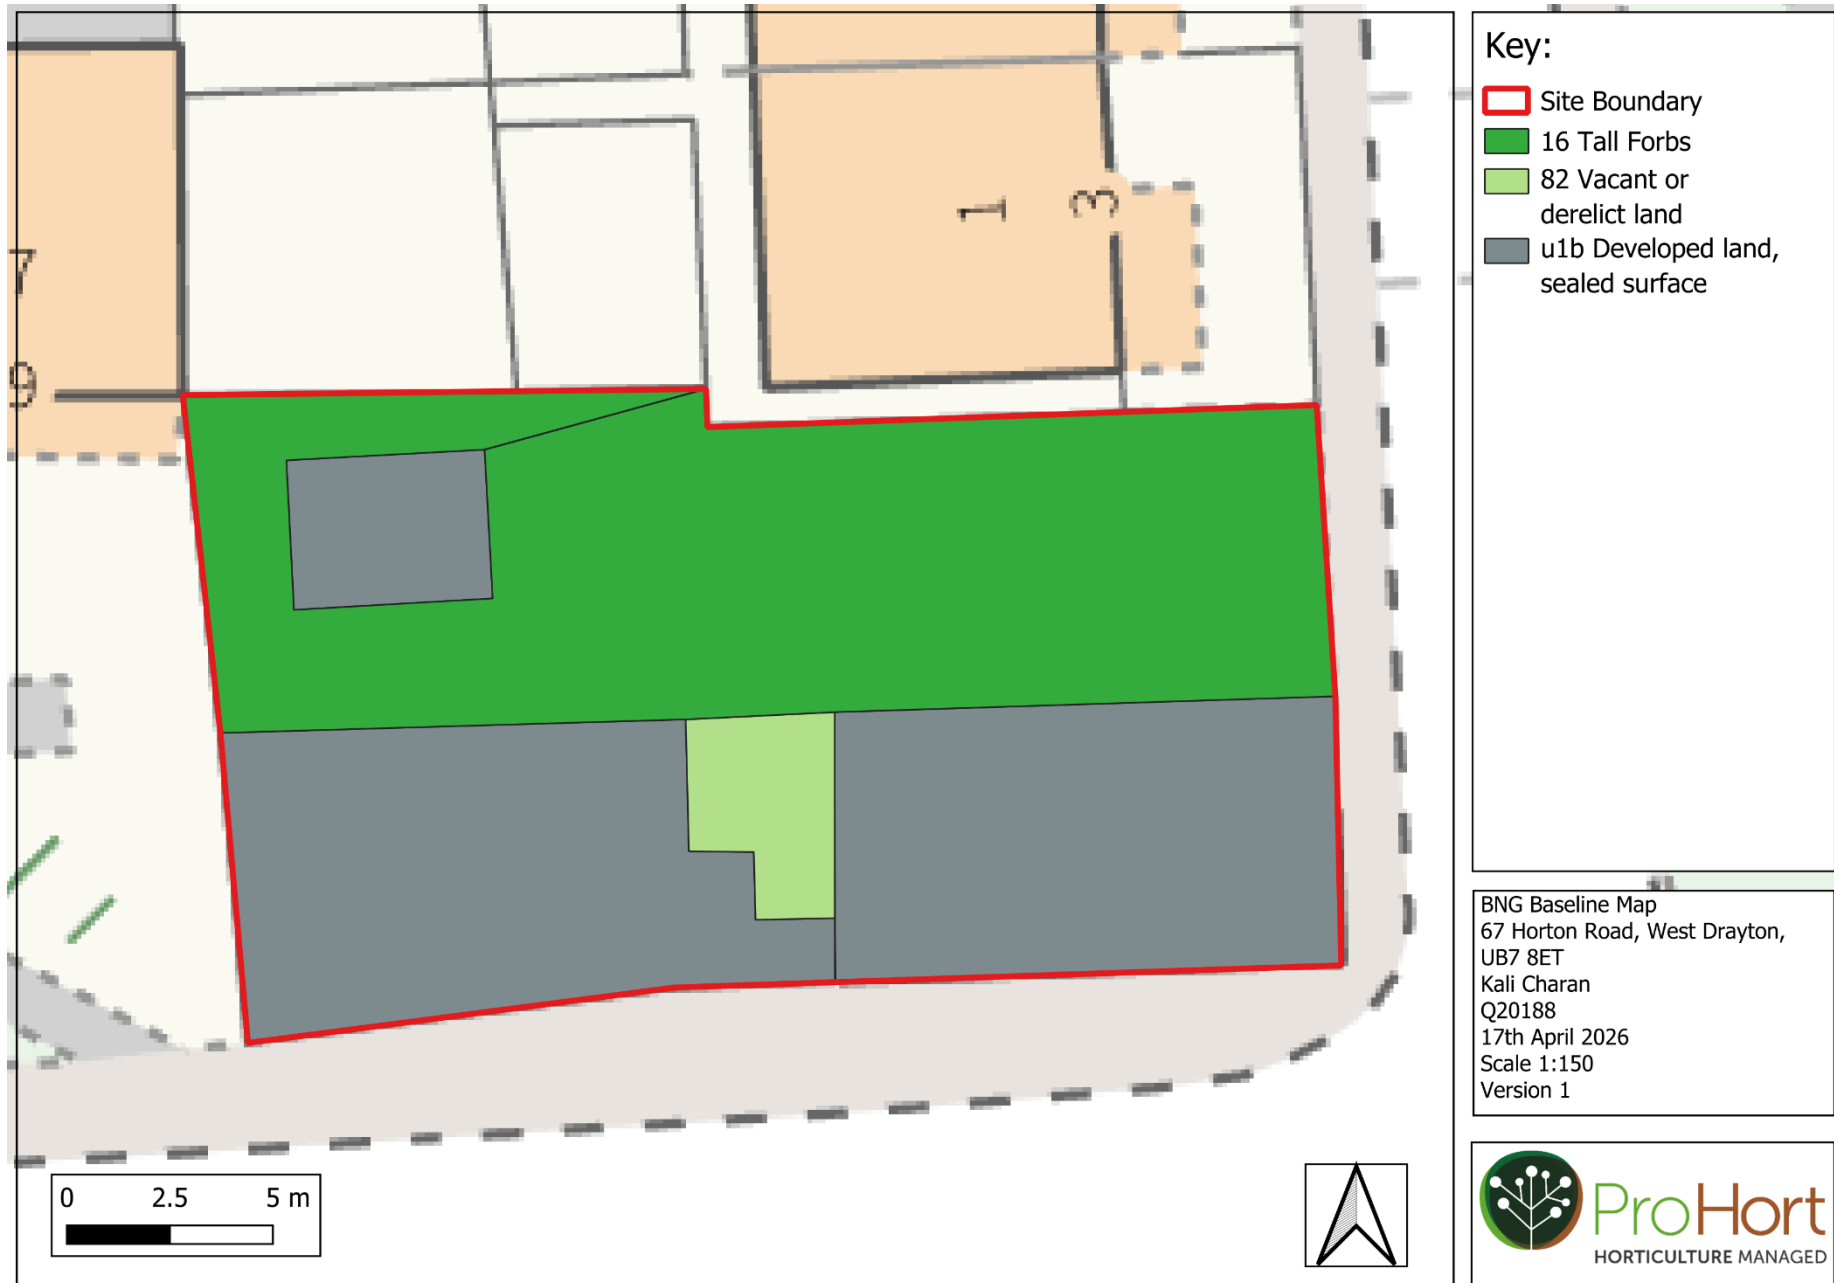 Key:
Site Boundary
16 Tall Forbs
82 Vacant or
derelict land
u1b Developed land,
sealed surface
1
3
7
9
BNG Baseline Map
67 Horton Road, West Drayton,
UB7 8ET
Kali Charan
Q20188
17th April 2026
Scale 1:150
Version 1
0 2.5 5 m
ProHort
HORTICULTURE MANAGED